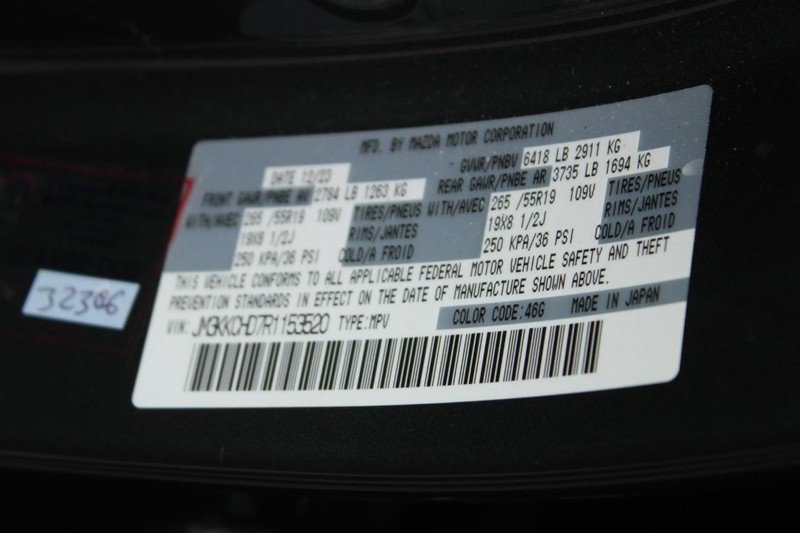 MFD. BY MAZDA MOTOR CORPORATION
DATE 12/23 GVWR/PNBV 6418 LB 2911 KG
FRONT GAWR/PNBE AV 2784 LB 1263 KG REAR GAWR/PNBE AR 3735 LB 1694 KG
WITH/AVEC 265 /55R19 109V TIRES/PNEUS WITH/AVEC 265 /55R19 109V TIRES/PNEUS
19X8 1/2J RIMS/JANTES 19X8 1/2J RIMS/JANTES
250 KPA/36 PSI COLD/A FROID 250 KPA/36 PSI COLD/A FROID
THIS VEHICLE CONFORMS TO ALL APPLICABLE FEDERAL MOTOR VEHICLE SAFETY AND THEFT
PREVENTION STANDARDS IN EFFECT ON THE DATE OF MANUFACTURE SHOWN ABOVE.
VIN: JM3KKCHD7R1153520 TYPE:MPV COLOR CODE:46G MADE IN JAPAN
32306